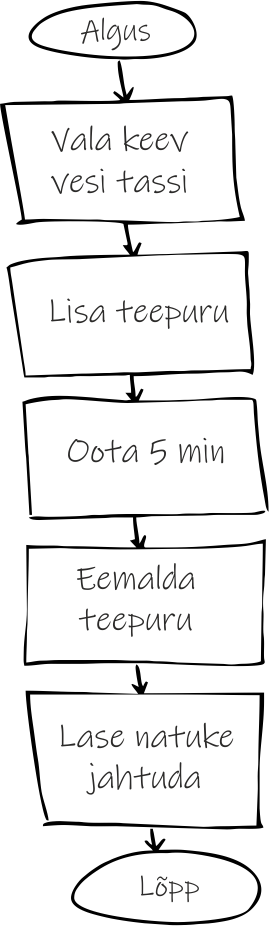 Algus
Vala keev
vesi tassi
Lisa teepuru
Oota 5 min
Eemalda
teepuru
Lase natuke
jahtuda
Lõpp